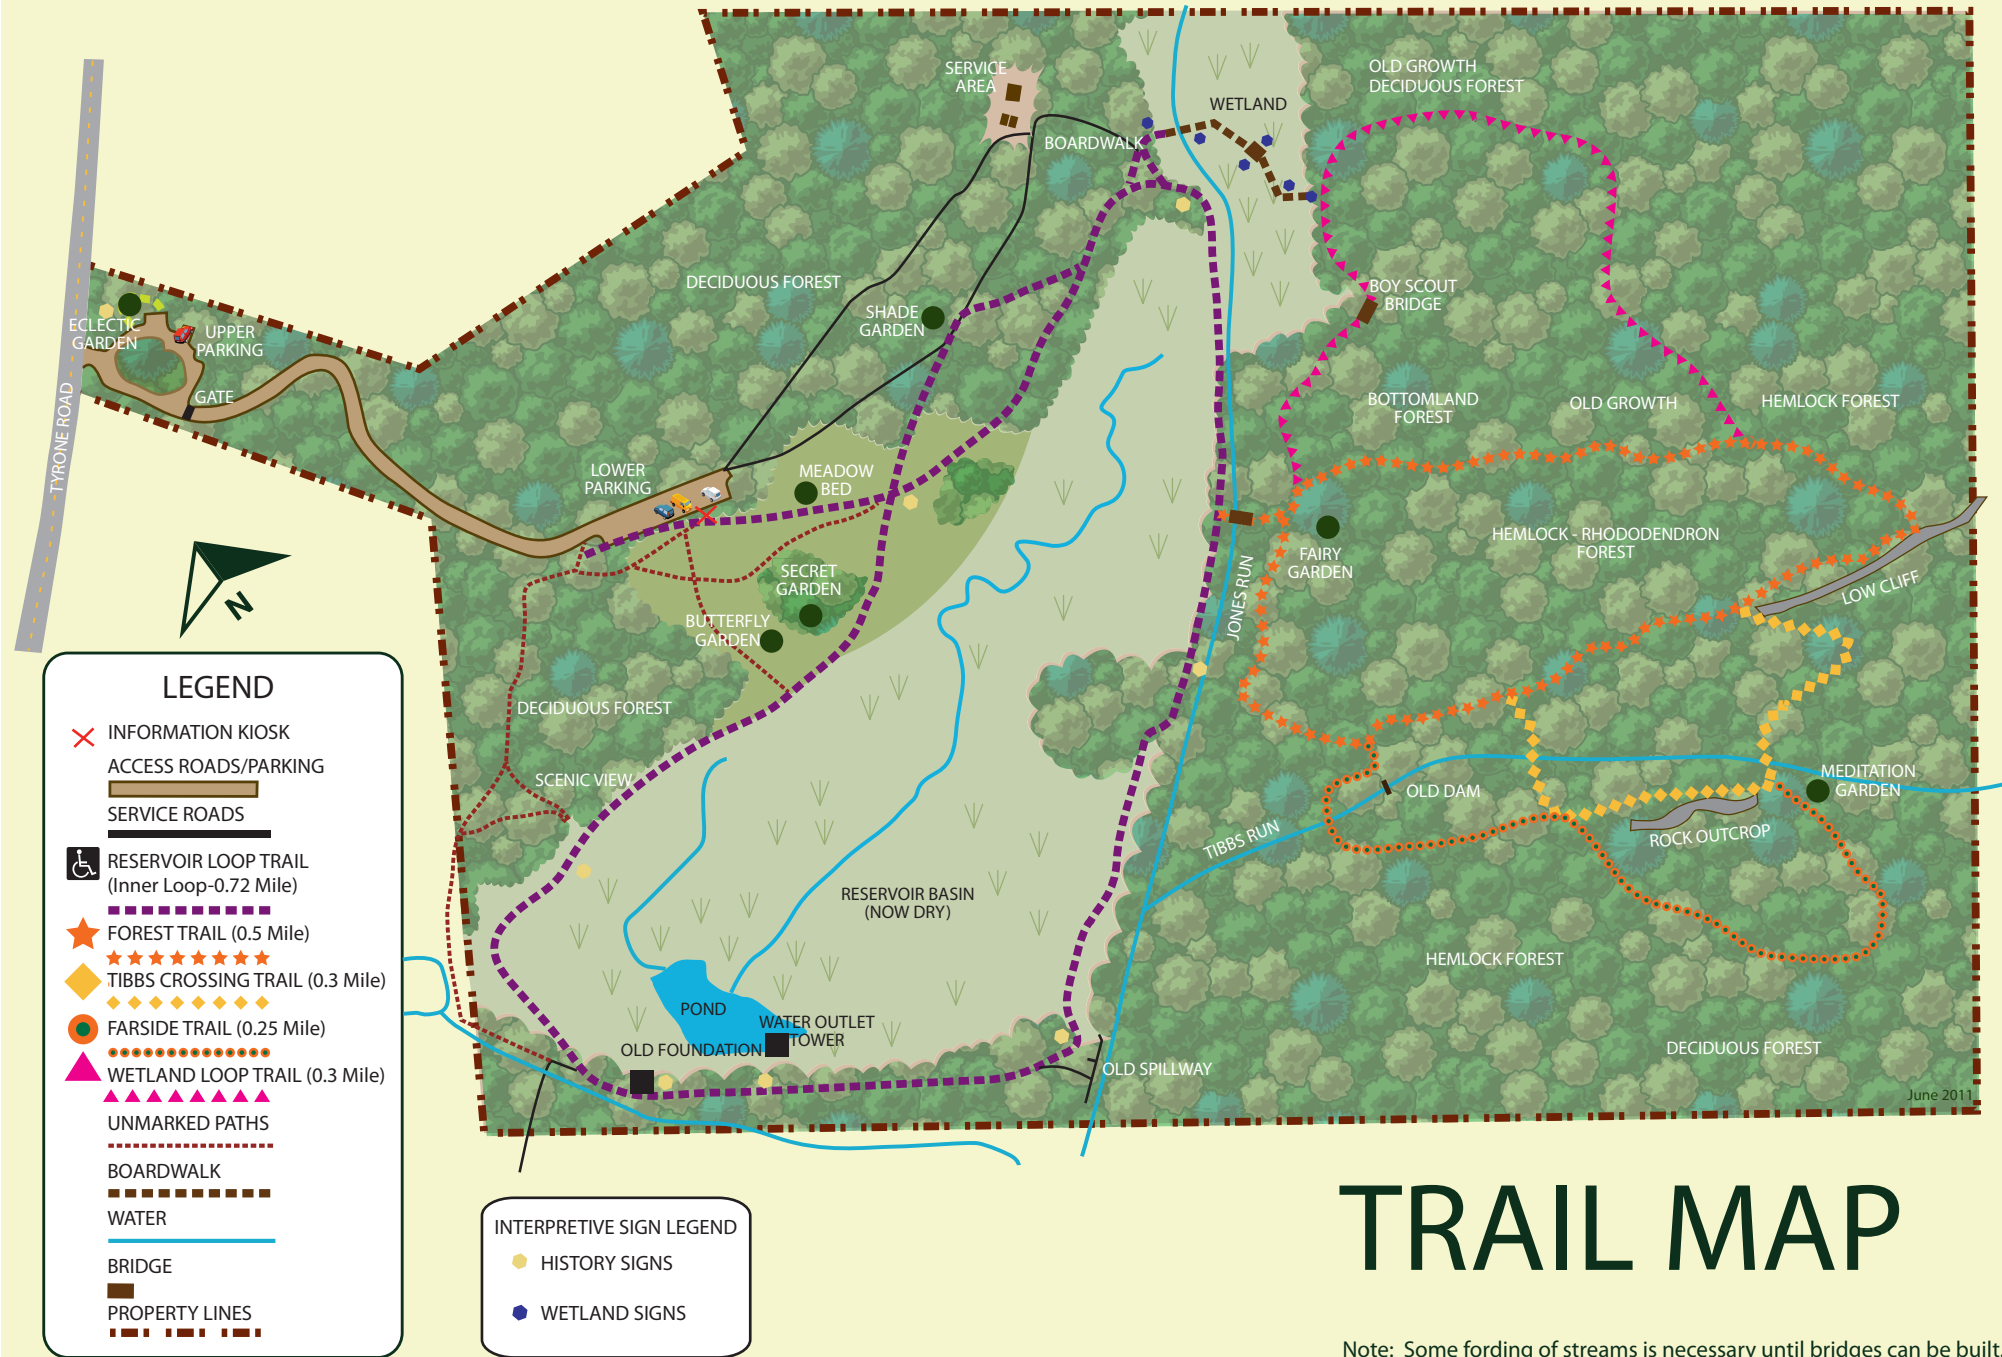 SERVICE
AREA
OLD GROWTH
DECIDUOUS FOREST
WETLAND
BOARDWALK
DECIDUOUS FOREST
BOY SCOUT
BRIDGE
SHADE
GARDEN
ECLECTIC
GARDEN
UPPER
PARKING
GATE
TYRONE ROAD
BOTTOMLAND
FOREST
OLD GROWTH
HEMLOCK FOREST
LOWER
PARKING
MEADOW
BED
HEMLOCK - RHODODENDRON
FOREST
FAIRY
GARDEN
SECRET
GARDEN
LOW CLIFF
JONES RUN
BUTTERFLY
GARDEN
N
DECIDUOUS FOREST
SCENIC VIEW
MEDITATION
GARDEN
OLD DAM
TIBBS RUN
ROCK OUTCROP
RESERVOIR BASIN
(NOW DRY)
HEMLOCK FOREST
POND
WATER OUTLET
TOWER
OLD FOUNDATION
OLD SPILLWAY
DECIDUOUS FOREST
June 2011
LEGEND
INFORMATION KIOSK
ACCESS ROADS/PARKING
SERVICE ROADS
RESERVOIR LOOP TRAIL
(Inner Loop-0.72 Mile)
FOREST TRAIL (0.5 Mile)
TIBBS CROSSING TRAIL (0.3 Mile)
FARSIDE TRAIL (0.25 Mile)
WETLAND LOOP TRAIL (0.3 Mile)
UNMARKED PATHS
BOARDWALK
WATER
BRIDGE
PROPERTY LINES
INTERPRETIVE SIGN LEGEND
HISTORY SIGNS
WETLAND SIGNS
TRAIL MAP
Note: Some fording of streams is necessary until bridges can be built.